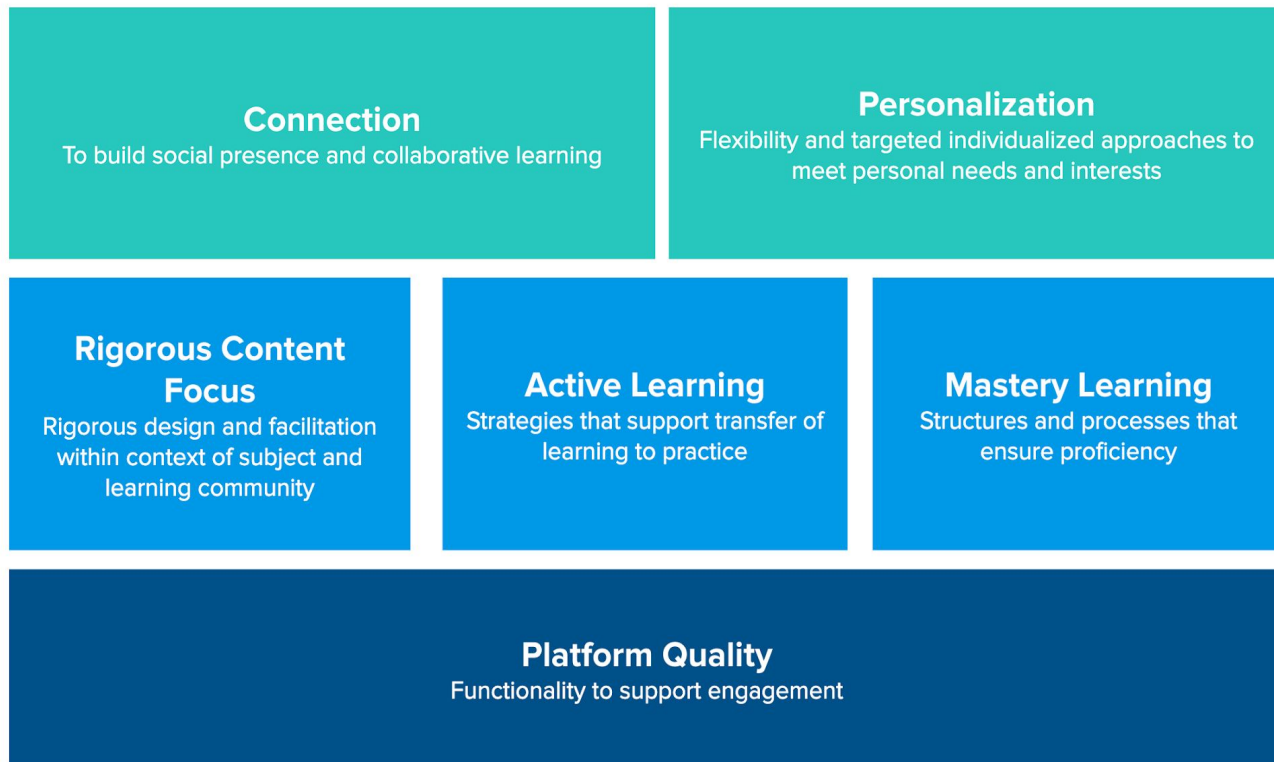 Connection
To build social presence and collaborative learning
Personalization
Flexibility and targeted individualized approaches to
meet personal needs and interests
Rigorous Content
Focus
Rigorous design and facilitation
within context of subject and
learning community
Active Learning
Strategies that support transfer of
learning to practice
Mastery Learning
Structures and processes that
ensure proficiency
Platform Quality
Functionality to support engagement